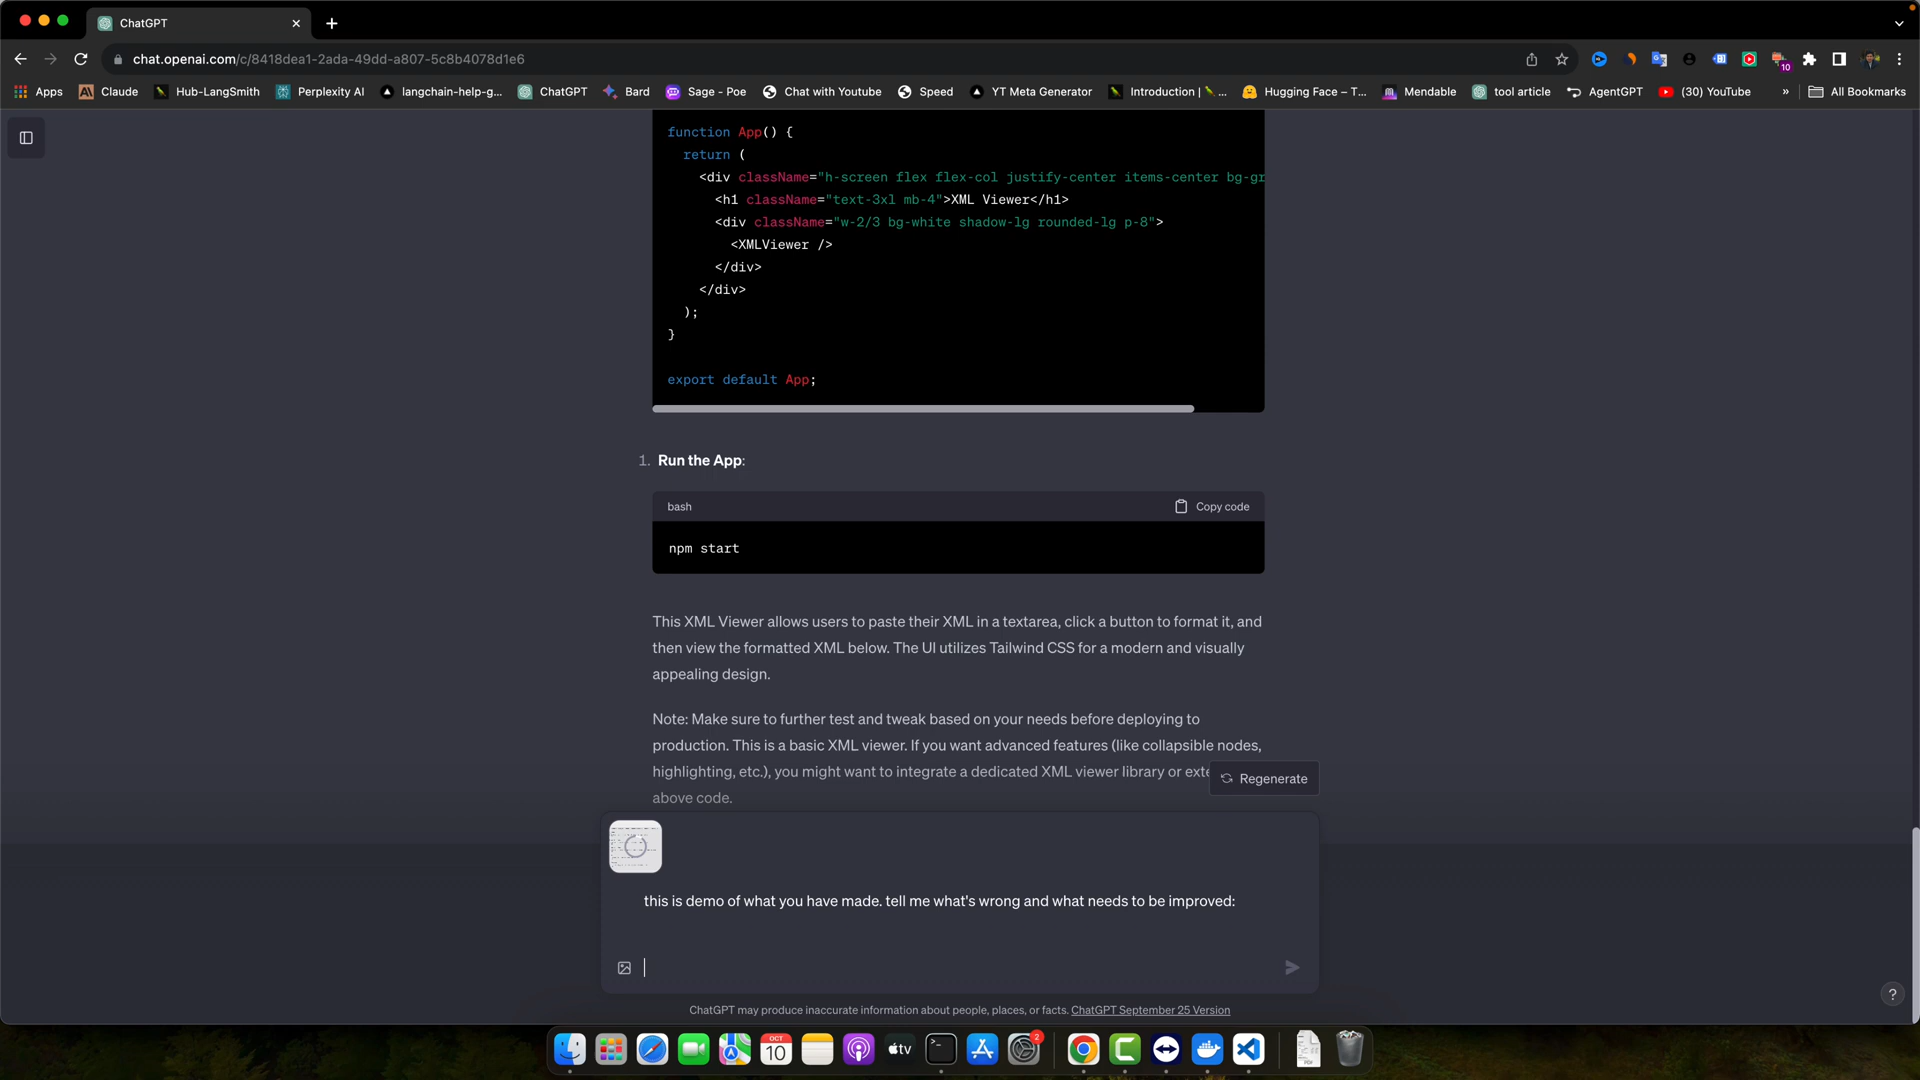 ChatGPT
chat.openai.com/c/8418dea1-2ada-49dd-a807-5c8b4078d1e6
10
Apps
Claude
Hub-LangSmith
Perplexity AI
langchain-help-g...
ChatGPT
Bard
Sage - Poe
Chat with Youtube
Speed
YT Meta Generator
Introduction | ...
Hugging Face – T...
Mendable
tool article
AgentGPT
(30) YouTube
»
All Bookmarks
function App() {
return (
<div className="h-screen flex flex-col justify-center items-center bg-gr
<h1 className="text-3xl mb-4">XML Viewer</h1>
<div className="w-2/3 bg-white shadow-lg rounded-lg p-8">
<XMLViewer />
</div>
</div>
);
}
export default App;
1. Run the App:
bash
Copy code
npm start
This XML Viewer allows users to paste their XML in a textarea, click a button to format it, and
then view the formatted XML below. The UI utilizes Tailwind CSS for a modern and visually
appealing design.
Note: Make sure to further test and tweak based on your needs before deploying to
production. This is a basic XML viewer. If you want advanced features (like collapsible nodes,
highlighting, etc.), you might want to integrate a dedicated XML viewer library or exte
above code.
Regenerate
this is demo of what you have made. tell me what's wrong and what needs to be improved:
ChatGPT may produce inaccurate information about people, places, or facts. ChatGPT September 25 Version
?
OCT
10
tv
2